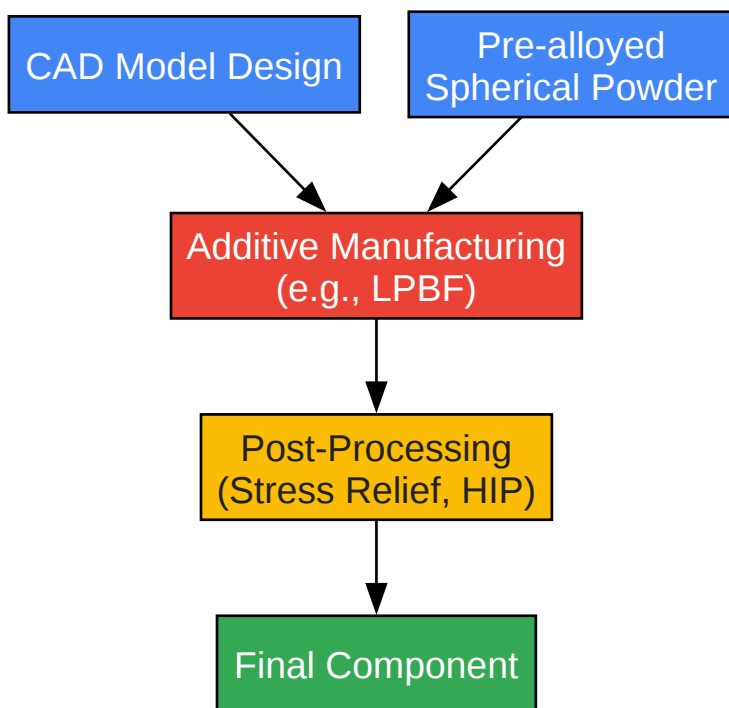 CAD Model Design
Pre-alloyed
Spherical Powder
Additive Manufacturing
(e.g., LPBF)
Post-Processing
(Stress Relief, HIP)
Final Component